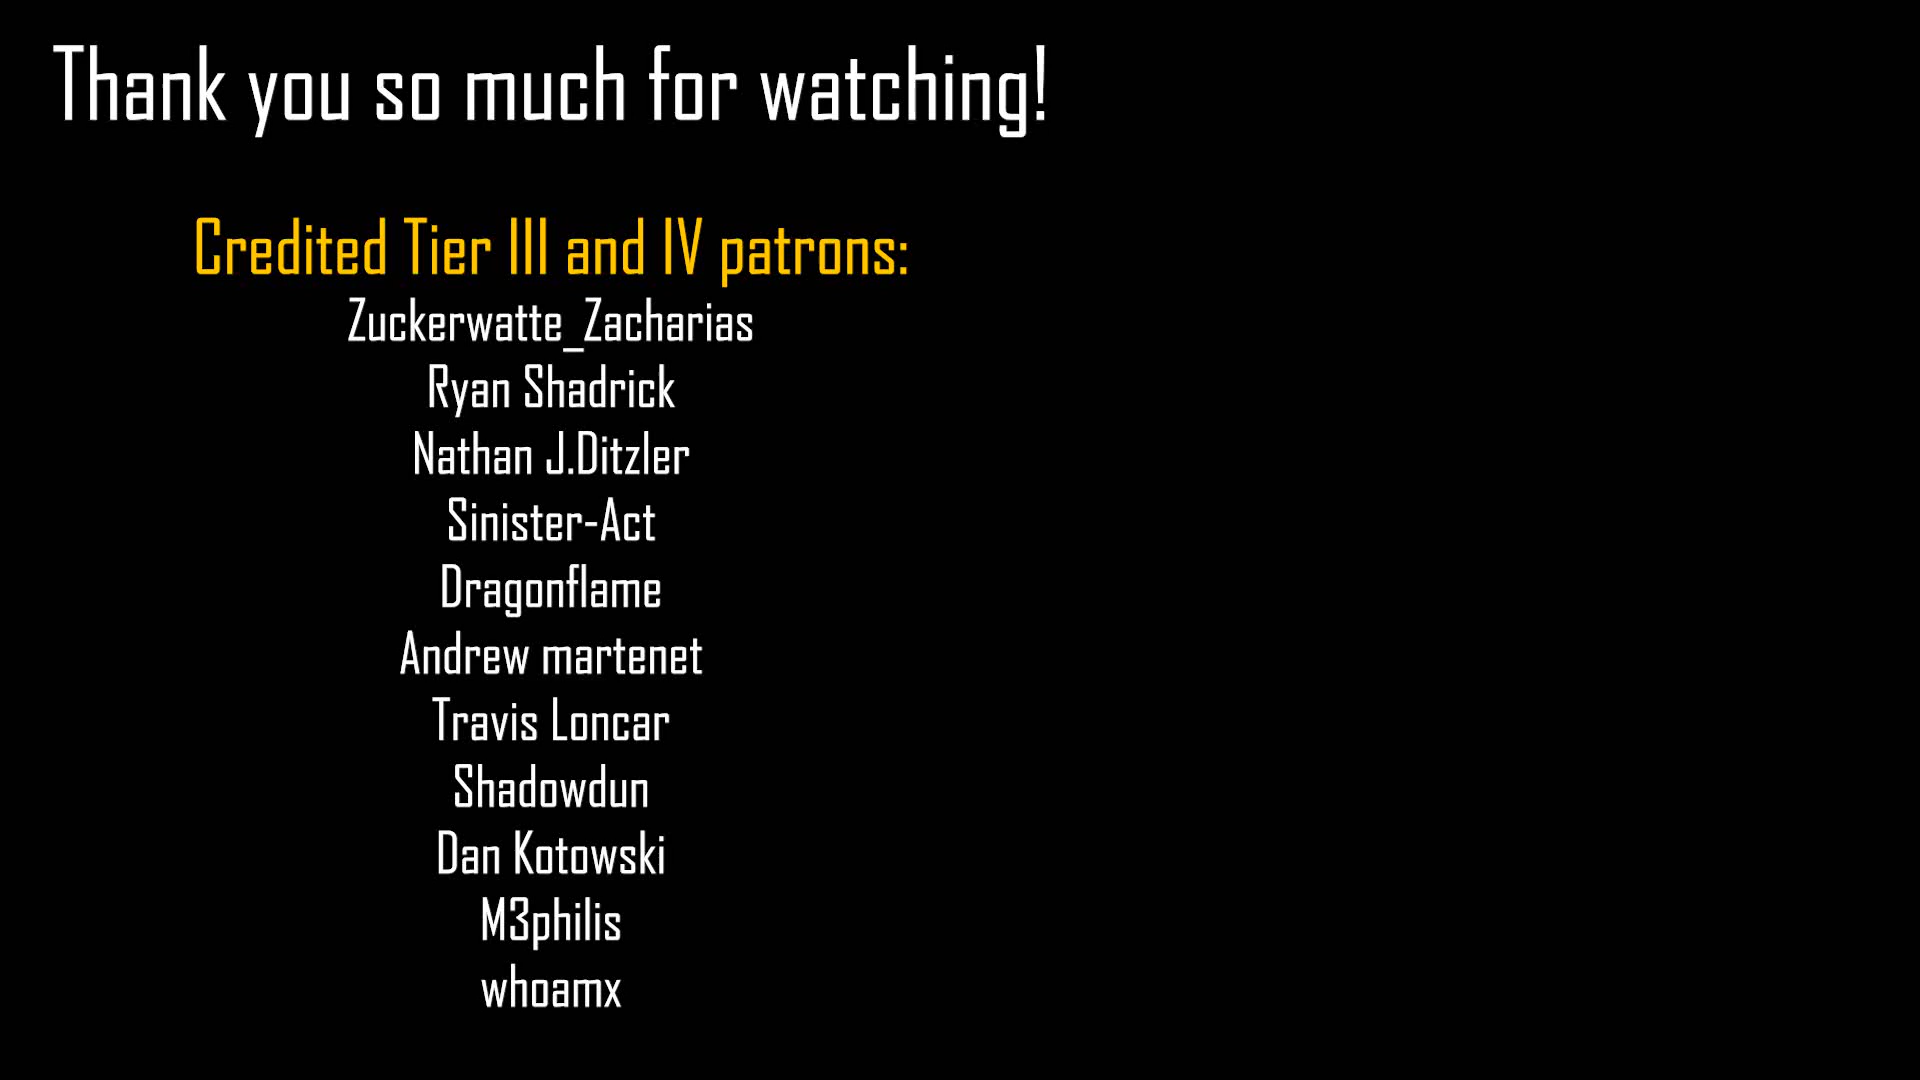 Thank you so much for watching!
Credited Tier III and IV patrons:
Zuckerwatte_Zacharias
Ryan Shadrick
Nathan J.Ditzler
Sinister-Act
Dragonflame
Andrew martenet
Travis Loncar
Shadowdun
Dan Kotowski
M3philis
whoamx